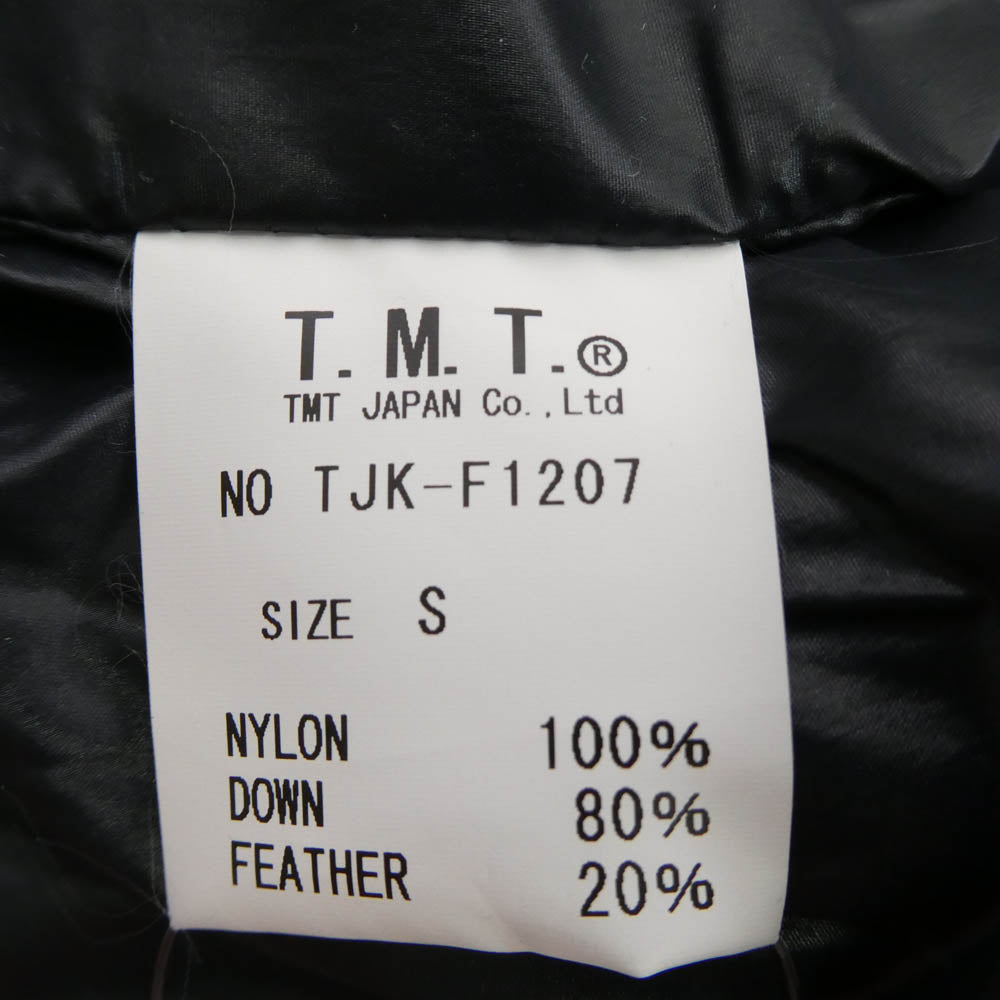 T. M. T.®
TMT JAPAN Co.,Ltd
NO TJK-F1207
SIZE S
NYLON 100%
DOWN 80%
FEATHER 20%